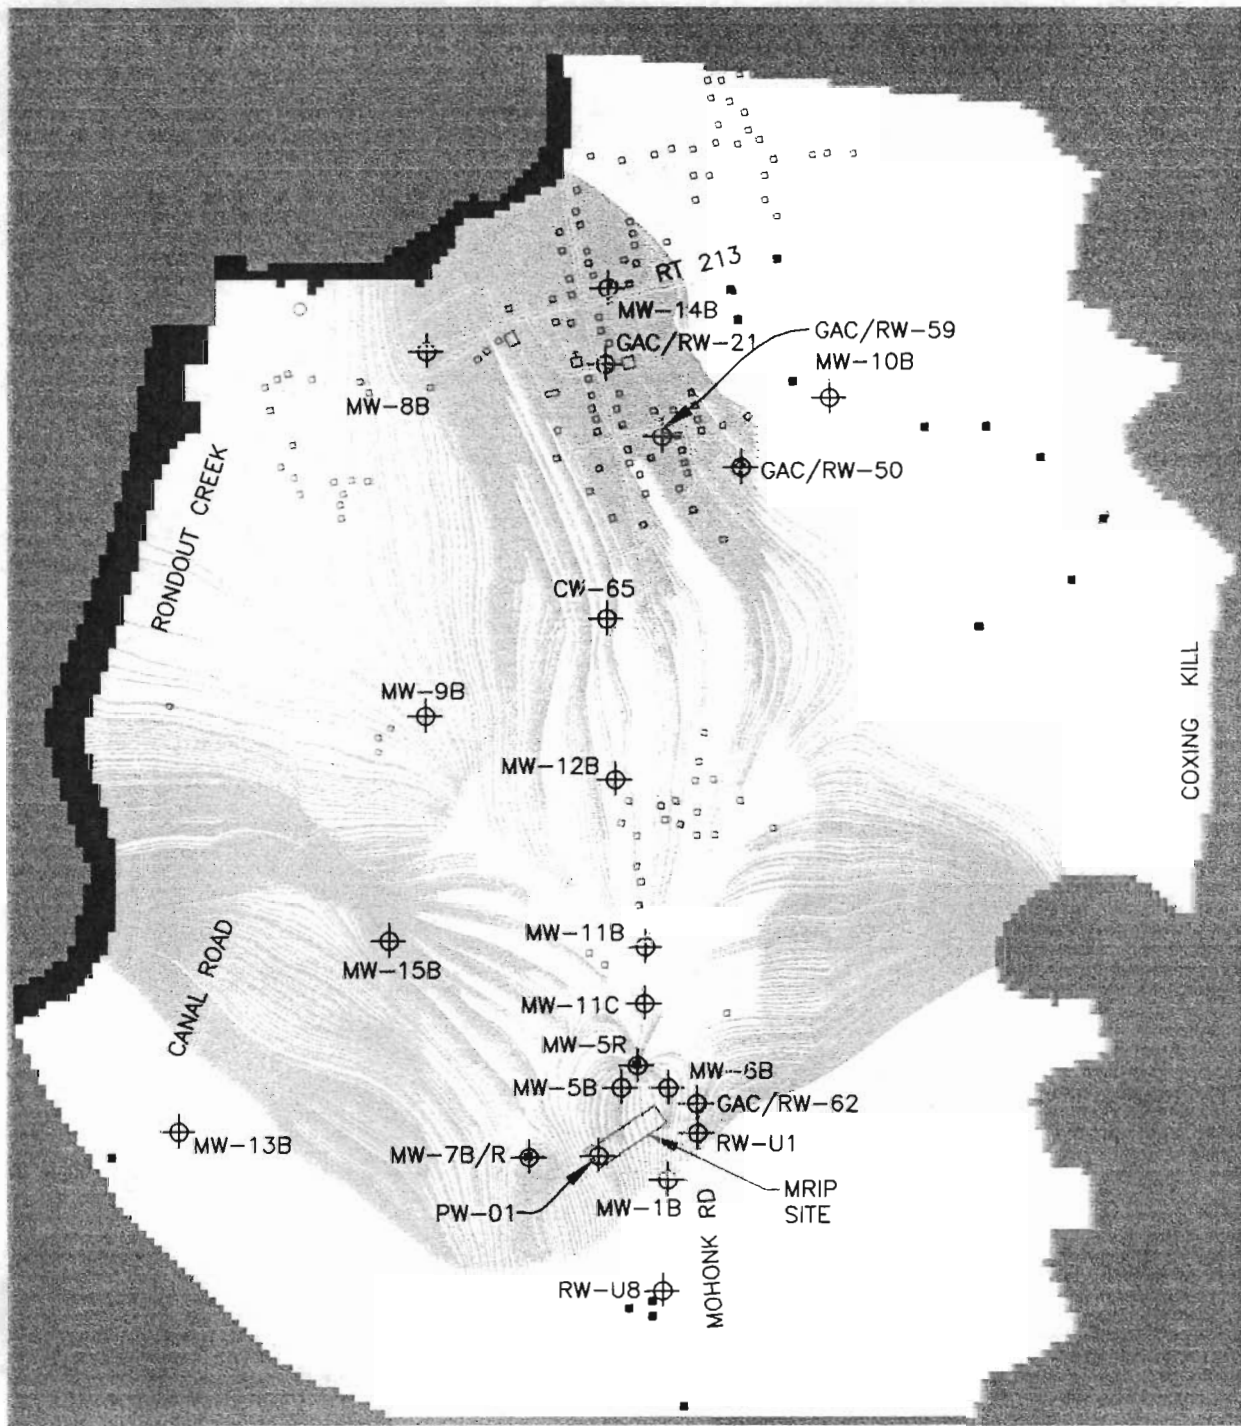 RT 213
MW-14B
GAC/RW-21
GAC/RW-59
MW-10B
MW-8B
GAC/RW-50
RONDOUT CREEK
CW-65
MW-9B
COXING KILL
MW-12B
MW-11B
MW-15B
CANAL ROAD
MW-11C
MW-5R
MW-5B
MW-6B
GAC/RW-62
MW-13B
MW-7B/R
RW-U1
PW-01
MW-1B
MRIP
SITE
MOHONK RD
RW-U8